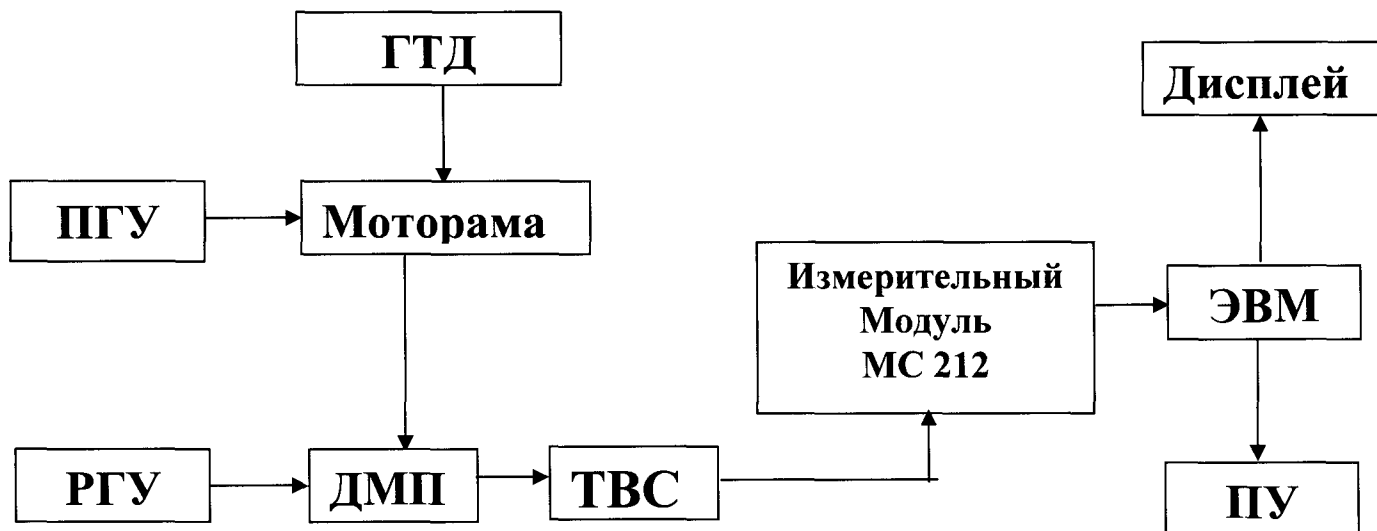 ГТД
Дисплей
ПГУ
Моторама
Измерительный
Модуль
МС 212
ЭВМ
РГУ
ДМП
ТВС
ПУ